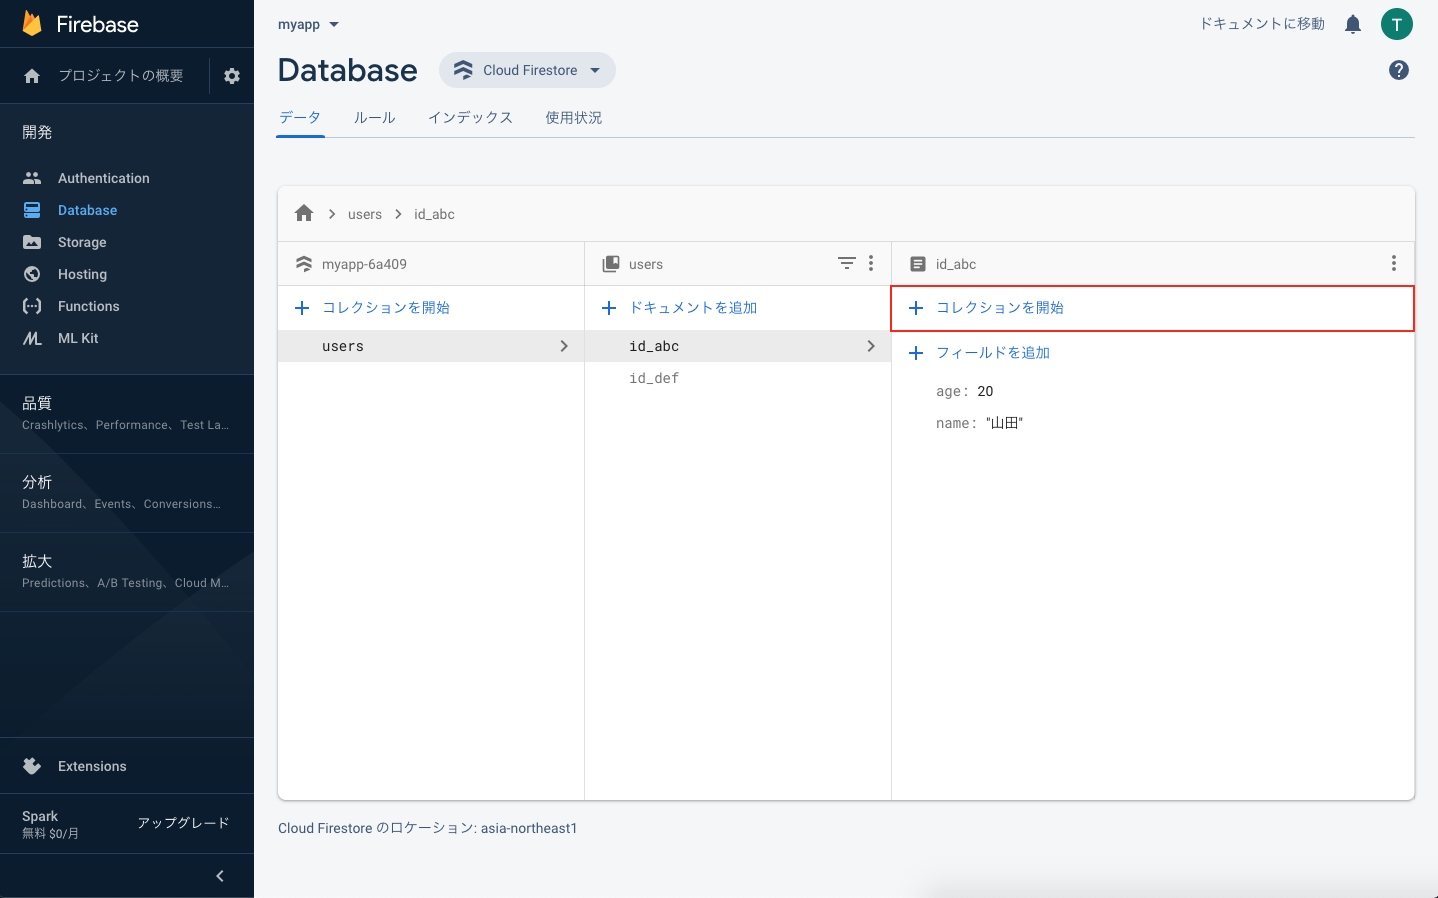 Firebase
プロジェクトの概要
開発
Authentication
Database
Storage
Hosting
Functions
ML Kit
品質
Crashlytics、Performance、Test La…
分析
Dashboard、Events、Conversions…
拡大
Predictions、A/B Testing、Cloud M…
Extensions
Spark
無料 $0/月
アップグレード
myapp
ドキュメントに移動
T
Database
Cloud Firestore
データ ルール インデックス 使用状況
users id_abc
myapp-6a409
コレクションを開始
users
users
ドキュメントを追加
id_abc
id_def
id_abc
コレクションを開始
フィールドを追加
age: 20
name: "山田"
Cloud Firestore のロケーション: asia-northeast1